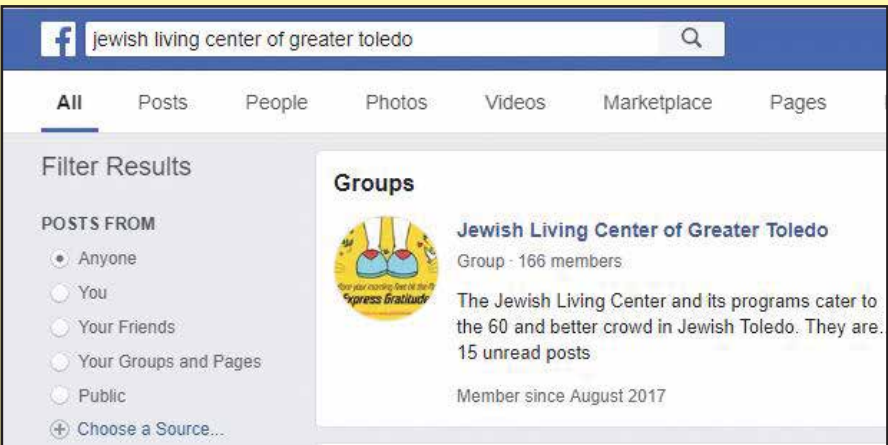 f jewish living center of greater toledo
All Posts People Photos Videos Marketplace Pages
Filter Results
POSTS FROM
Anyone
You
Your Friends
Your Groups and Pages
Public
Choose a Source...
Groups
Express Gratitude
Jewish Living Center of Greater Toledo
Group · 166 members
The Jewish Living Center and its programs cater to
the 60 and better crowd in Jewish Toledo. They are.
15 unread posts
Member since August 2017